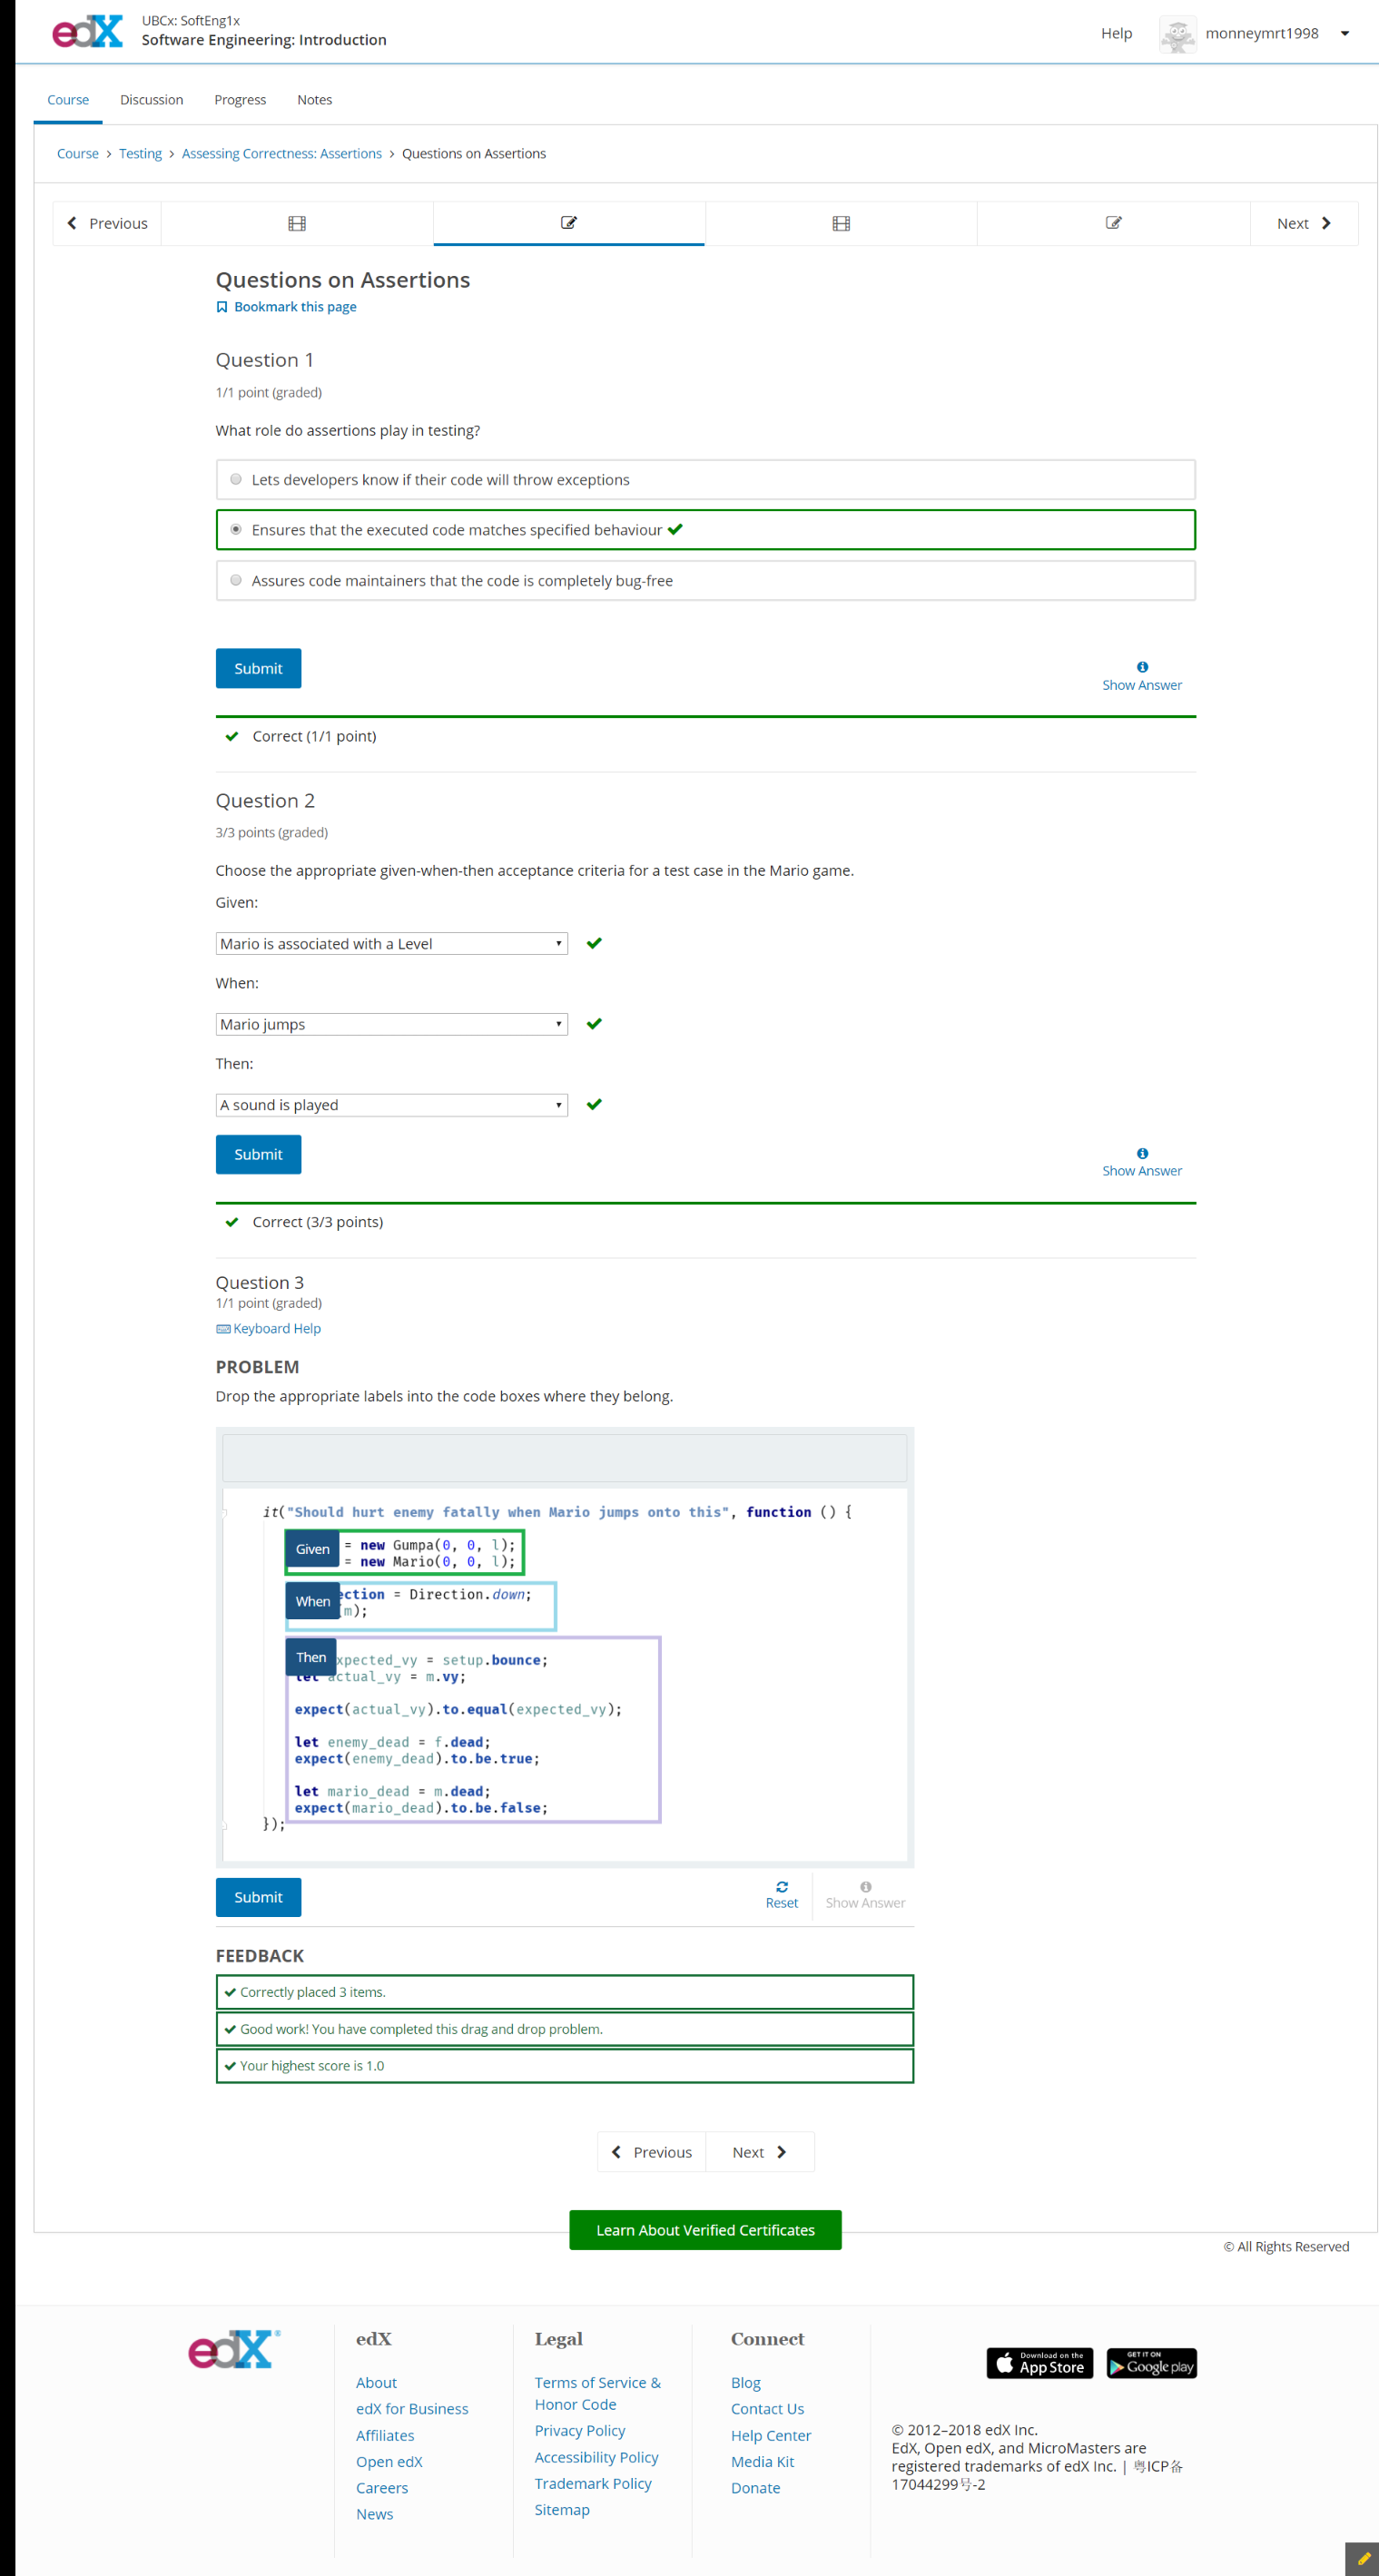 edX
UBCx: SoftEng1x
Software Engineering: Introduction
Help
monneymrt1998
Course
Discussion
Progress
Notes
Course > Testing > Assessing Correctness: Assertions > Questions on Assertions
Previous
Next
Questions on Assertions
Bookmark this page
Question 1
1/1 point (graded)
What role do assertions play in testing?
Lets developers know if their code will throw exceptions
Ensures that the executed code matches specified behaviour
Assures code maintainers that the code is completely bug-free
Submit
Show Answer
Correct (1/1 point)
Question 2
3/3 points (graded)
Choose the appropriate given-when-then acceptance criteria for a test case in the Mario game.
Given:
Mario is associated with a Level
When:
Mario jumps
Then:
A sound is played
Submit
Show Answer
Correct (3/3 points)
Question 3
1/1 point (graded)
Keyboard Help
PROBLEM
Drop the appropriate labels into the code boxes where they belong.
it("Should hurt enemy fatally when Mario jumps onto this", function () {
Given
= new Gumpa(0, 0, l);
= new Mario(0, 0, l);
When
ection = Direction.down;
(m);
Then
xpected_vy = setup.bounce;
let actual_vy = m.vy;
expect(actual_vy).to.equal(expected_vy);
let enemy_dead = f.dead;
expect(enemy_dead).to.be.true;
let mario_dead = m.dead;
expect(mario_dead).to.be.false;
});
Submit
Reset
Show Answer
FEEDBACK
Correctly placed 3 items.
Good work! You have completed this drag and drop problem.
Your highest score is 1.0
Previous
Next
Learn About Verified Certificates
© All Rights Reserved
edX
edX
About
edX for Business
Affiliates
Open edX
Careers
News
Legal
Terms of Service &
Honor Code
Privacy Policy
Accessibility Policy
Trademark Policy
Sitemap
Connect
Blog
Contact Us
Help Center
Media Kit
Donate
Download on the
App Store
GET IT ON
Google play
© 2012–2018 edX Inc.
EdX, Open edX, and MicroMasters are
registered trademarks of edX Inc. | 粤ICP备
17044299号-2